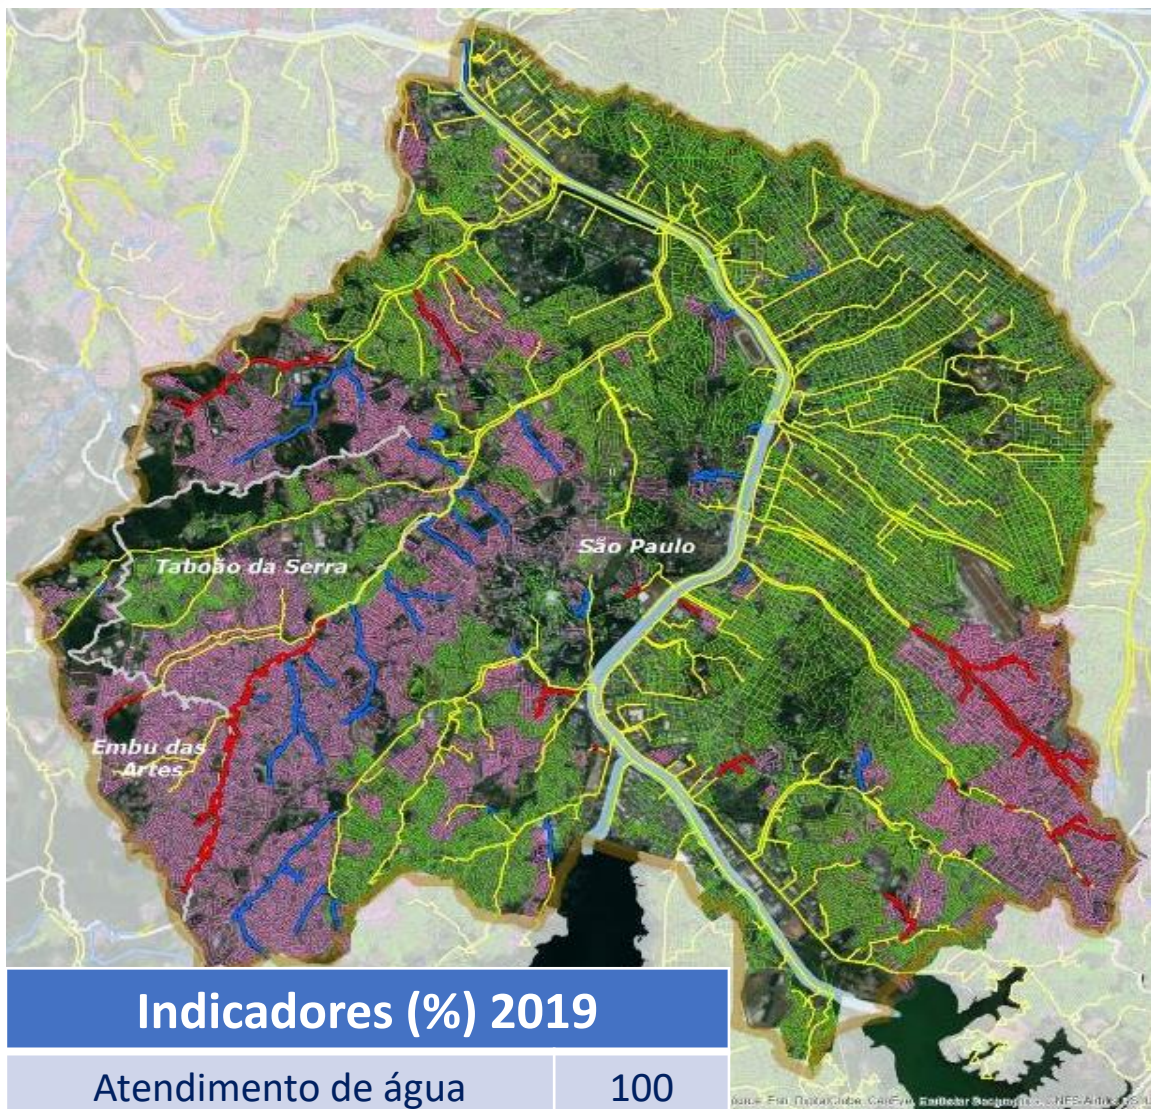 São Paulo
Taboão da Serra
Embu das
Artes
Indicadores (%) 2019
Atendimento de água 100